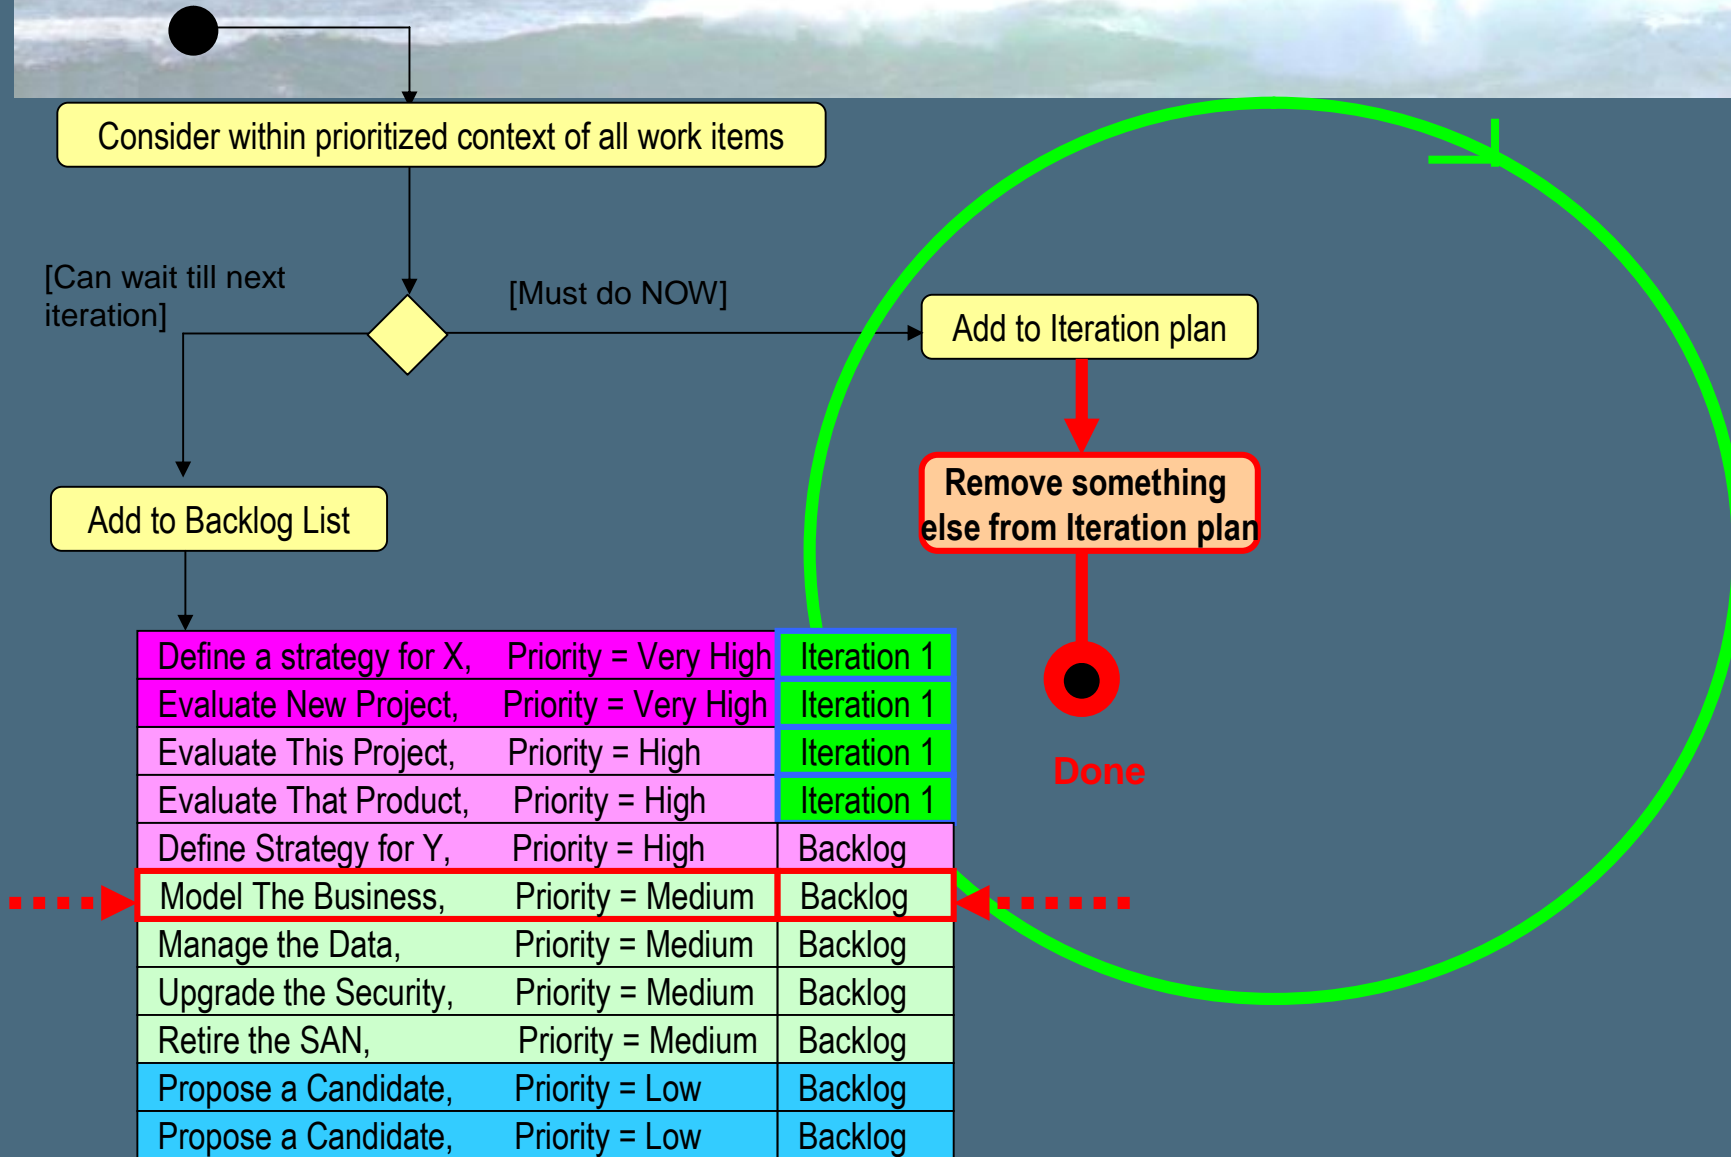 Consider within prioritized context of all work items
[Can wait till next
iteration]
[Must do NOW]
Add to Iteration plan
Remove something
else from Iteration plan
Add to Backlog List
Done
Define a strategy for X, Priority = Very High Iteration 1
Evaluate New Project, Priority = Very High Iteration 1
Evaluate This Project, Priority = High Iteration 1
Evaluate That Product, Priority = High Iteration 1
Define Strategy for Y, Priority = High Backlog
Model The Business, Priority = Medium Backlog
Manage the Data, Priority = Medium Backlog
Upgrade the Security, Priority = Medium Backlog
Retire the SAN, Priority = Medium Backlog
Propose a Candidate, Priority = Low Backlog
Propose a Candidate, Priority = Low Backlog